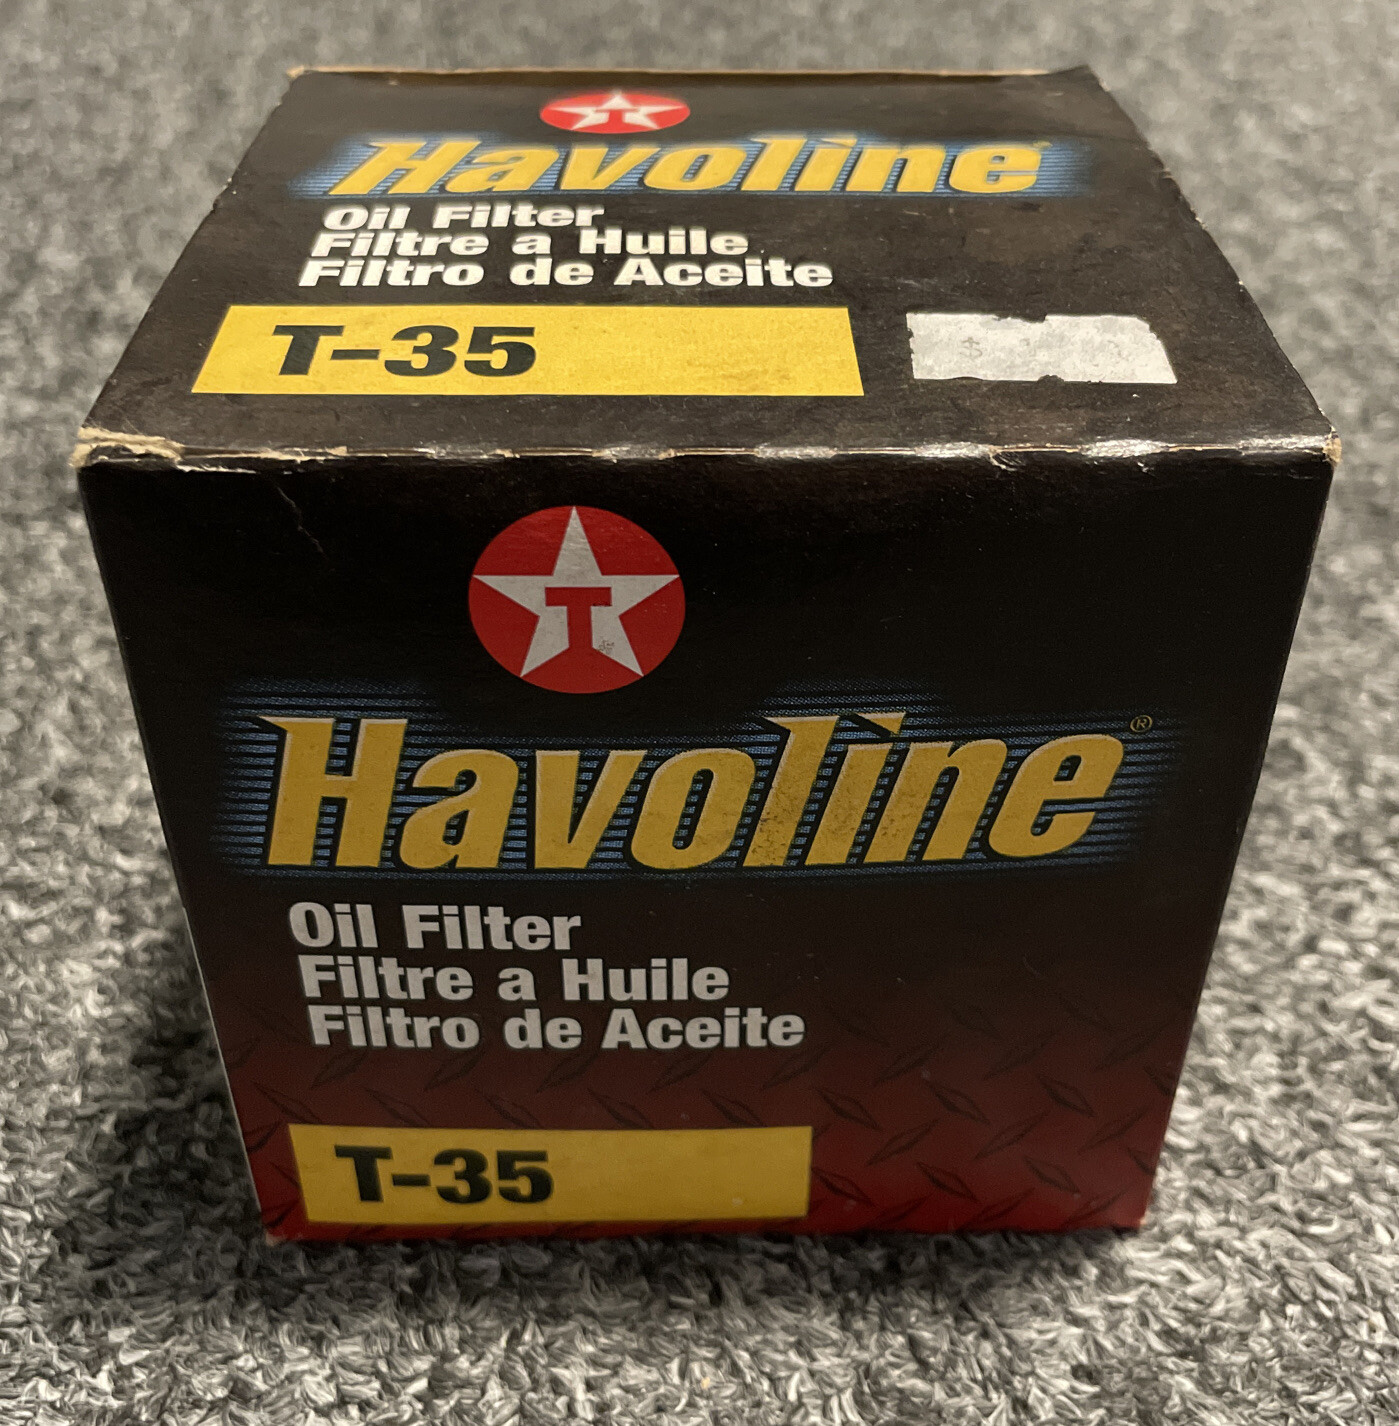 T
Havoline
Oil Filter
Filtre a Huile
Filtro de Aceite
T-35
$
T
Havoline®
Oil Filter
Filtre a Huile
Filtro de Aceite
T-35